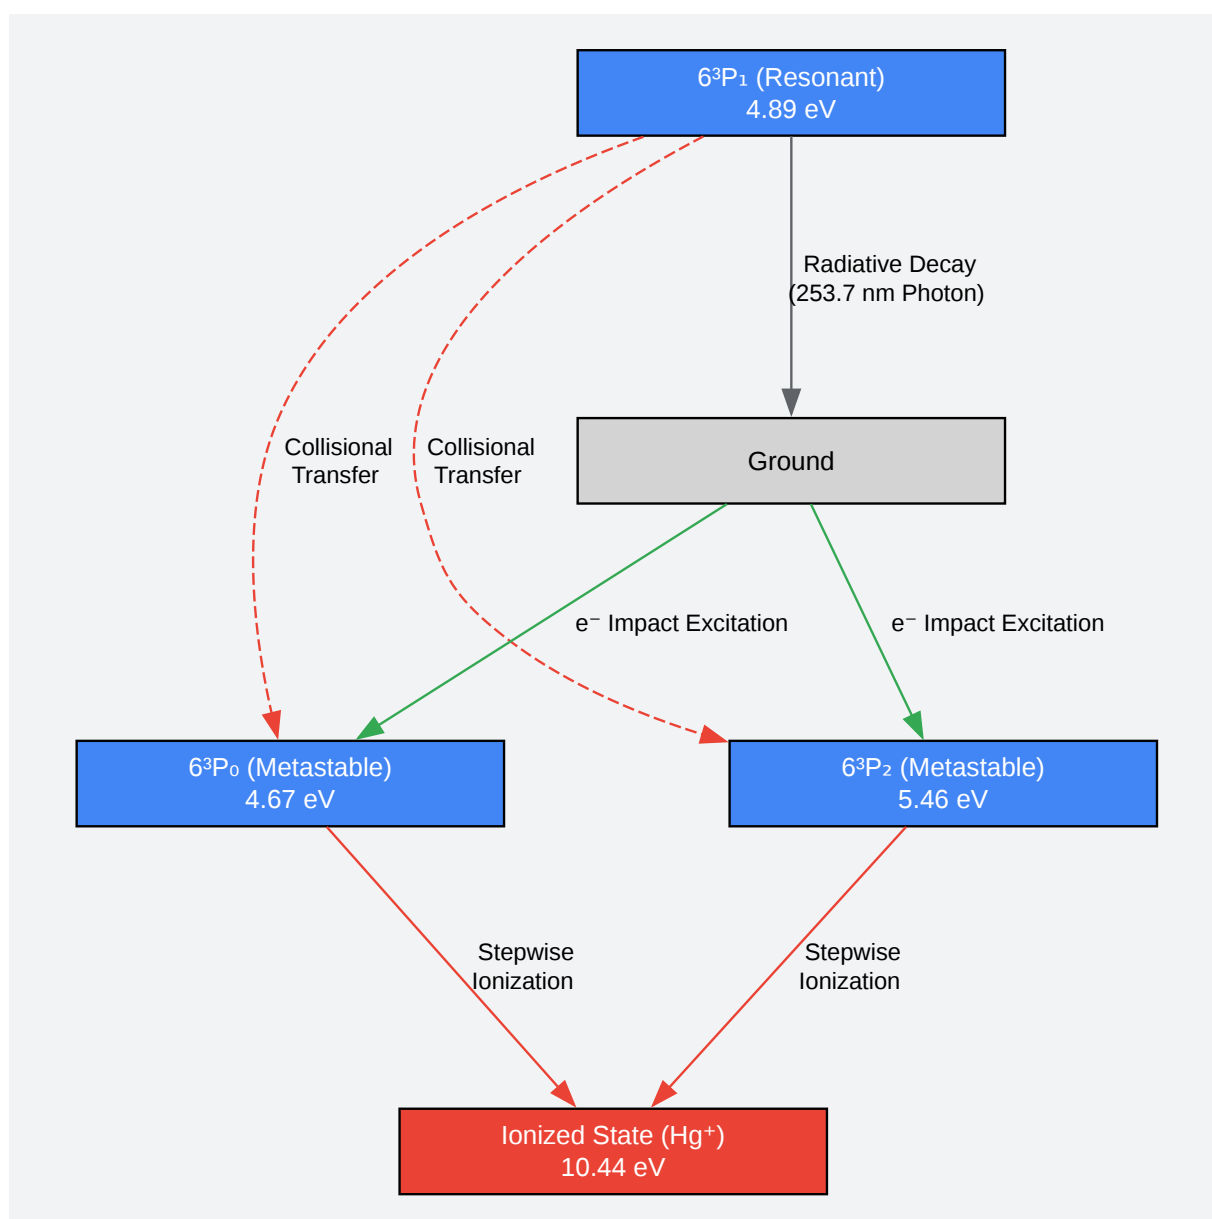 6³P₁ (Resonant)
4.89 eV
Radiative Decay
(253.7 nm Photon)
Collisional
Transfer
Collisional
Transfer
Ground
e⁻ Impact Excitation
e⁻ Impact Excitation
6³P₀ (Metastable)
4.67 eV
6³P₂ (Metastable)
5.46 eV
Stepwise
Ionization
Stepwise
Ionization
Ionized State (Hg⁺)
10.44 eV